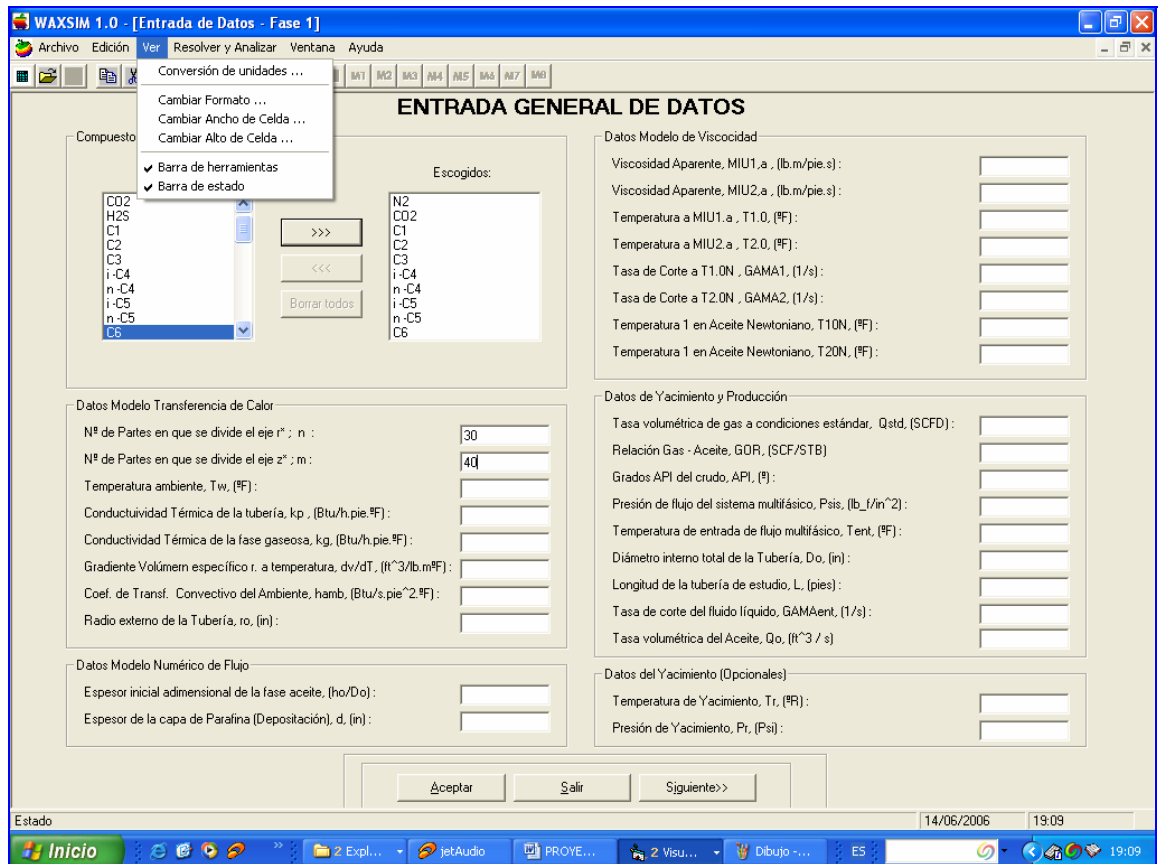 WAXSIM 1.0 - [Entrada de Datos - Fase 1]
Archivo Edición Ver Resolver y Analizar Ventana Ayuda
M1 M2 M3 M4 M5 M6 M7 M8
Conversión de unidades ...
Cambiar Formato ...
Cambiar Ancho de Celda ...
Cambiar Alto de Celda ...
Barra de herramientas
Barra de estado
ENTRADA GENERAL DE DATOS
Compuesto
CO2
H2S
C1
C2
C3
i -C4
n -C4
i -C5
n -C5
C6
>>>
<<<
Borrar todos
Escogidos:
N2
CO2
C1
C2
C3
i -C4
n -C4
i -C5
n -C5
C6
Datos Modelo Transferencia de Calor
Nº de Partes en que se divide el eje r* ; n : 30
Nº de Partes en que se divide el eje z* ; m : 40
Temperatura ambiente, Tw, (ºF) :
Conductuividad Térmica de la tubería, kp , (Btu/h.pie.ºF) :
Conductividad Térmica de la fase gaseosa, kg, (Btu/h.pie.ºF) :
Gradiente Volúmern específico r. a temperatura, dv/dT, (ft^3/lb.mºF) :
Coef. de Transf. Convectivo del Ambiente, hamb, (Btu/s.pie^2.ºF) :
Radio externo de la Tubería, ro, (in) :
Datos Modelo Numérico de Flujo
Espesor inicial adimensional de la fase aceite, (ho/Do) :
Espesor de la capa de Parafina (Depositación), d, (in) :
Datos Modelo de Viscocidad
Viscosidad Aparente, MIU1,a , (lb.m/pie.s) :
Viscosidad Aparente, MIU2,a , (lb.m/pie.s) :
Temperatura a MIU1.a , T1.0, (ºF) :
Temperatura a MIU2.a , T2.0, (ºF) :
Tasa de Corte a T1.0N , GAMA1, (1/s) :
Tasa de Corte a T2.0N , GAMA2, (1/s) :
Temperatura 1 en Aceite Newtoniano, T10N, (ºF) :
Temperatura 1 en Aceite Newtoniano, T20N, (ºF) :
Datos de Yacimiento y Producción
Tasa volumétrica de gas a condiciones estándar, Qstd, (SCFD) :
Relación Gas - Aceite, GOR, (SCF/STB)
Grados API del crudo, API, (º) :
Presión de flujo del sistema multifásico, Psis, (lb_f/in^2) :
Temperatura de entrada de flujo multifásico, Tent, (ºF) :
Diámetro interno total de la Tubería, Do, (in) :
Longitud de la tubería de estudio, L, (pies) :
Tasa de corte del fluido líquido, GAMAent, (1/s) :
Tasa volumétrica del Aceite, Qo, (ft^3 / s)
Datos del Yacimiento (Opcionales)
Temperatura de Yacimiento, Tr, (ºR) :
Presión de Yacimiento, Pr, (Psi) :
Aceptar Salir Siguiente>>
Estado 14/06/2006 19:09
Inicio 2 Expl... jetAudio PROYE... 2 Visu... Dibujo -... ES 19:09